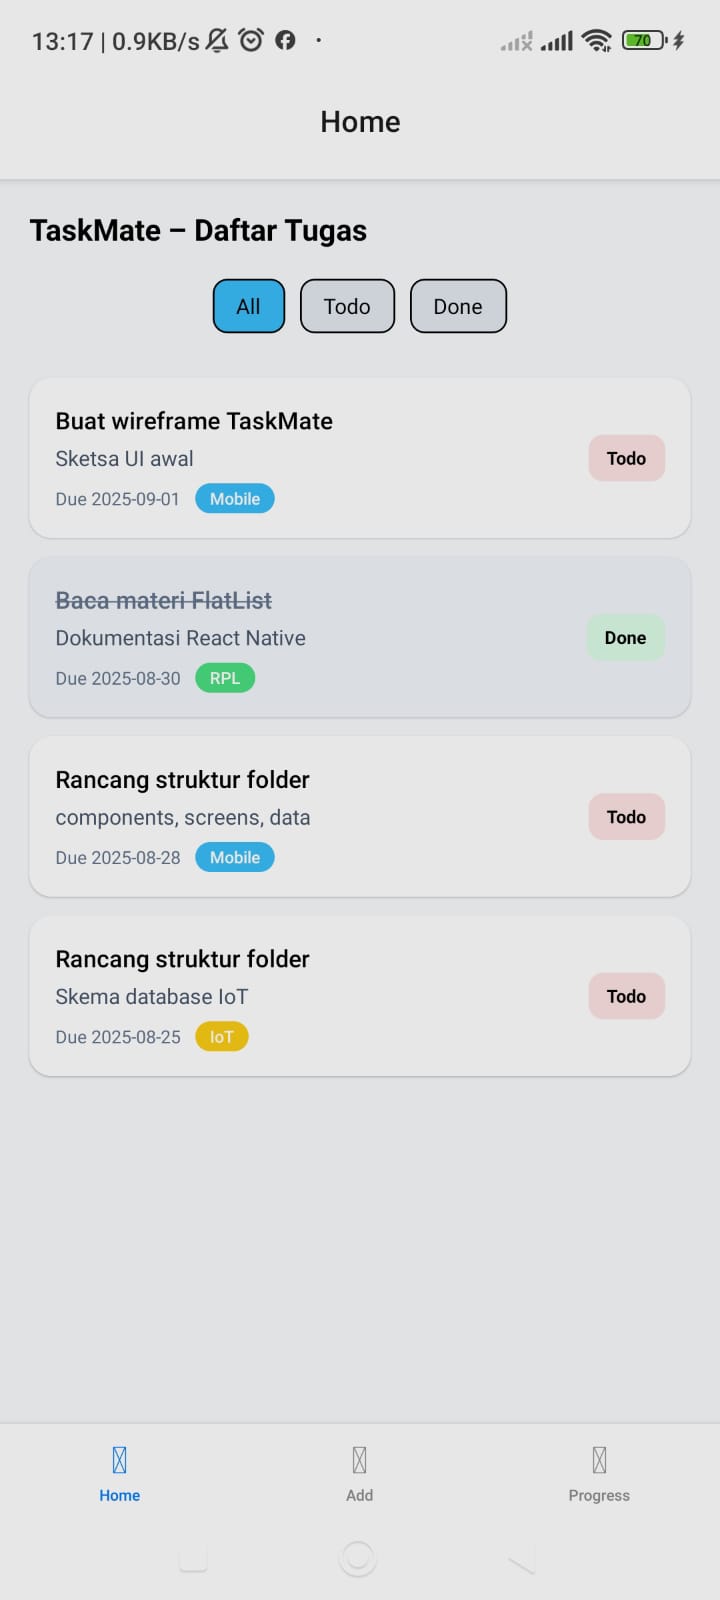 13:17 | 0.9KB/s
70
Home
TaskMate – Daftar Tugas
All Todo Done
Buat wireframe TaskMate
Sketsa UI awal
Todo
Due 2025-09-01 Mobile
Baca materi FlatList
Dokumentasi React Native
Done
Due 2025-08-30 RPL
Rancang struktur folder
components, screens, data
Todo
Due 2025-08-28 Mobile
Rancang struktur folder
Skema database IoT
Todo
Due 2025-08-25 IoT
Home Add Progress